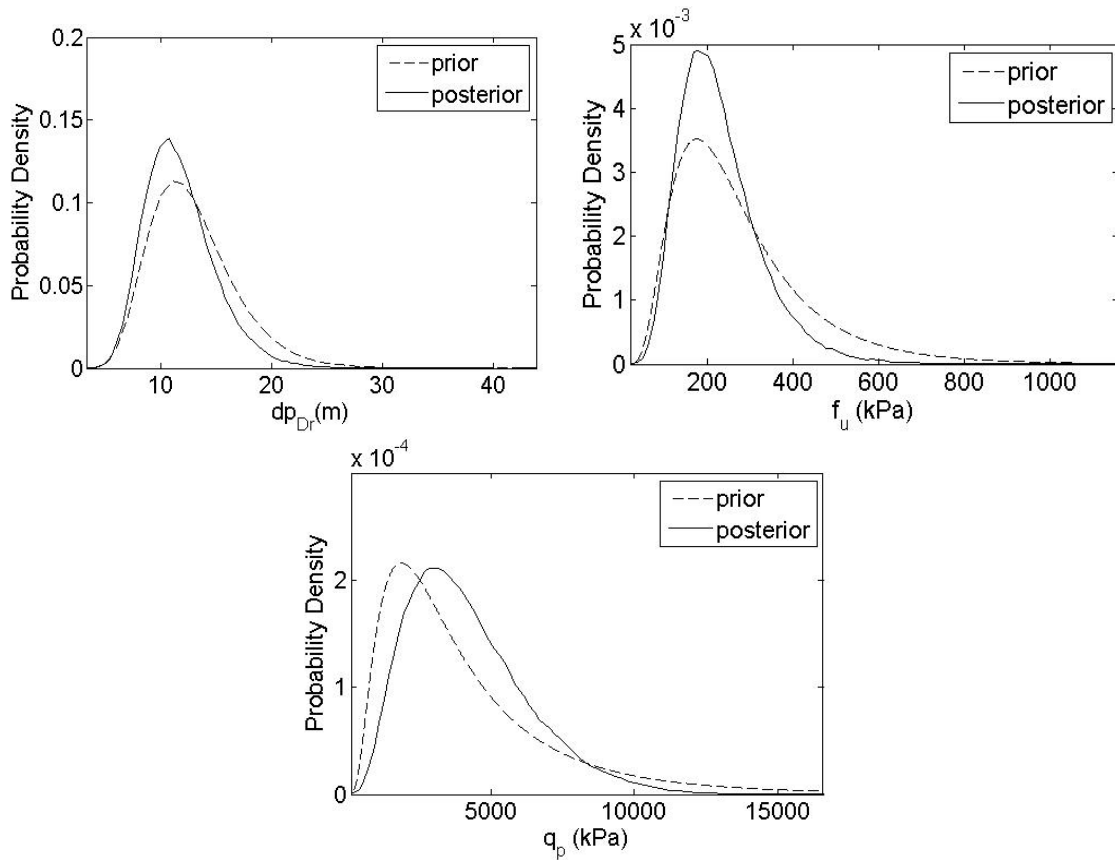 0.2
0.15
0.1
0.05
0
Probability Density
prior
posterior
10 20 30 40
dp_Dr(m)
x 10^-3
5
4
3
2
1
0
Probability Density
prior
posterior
200 400 600 800 1000
f_u (kPa)
x 10^-4
2
1
0
Probability Density
prior
posterior
5000 10000 15000
q_p (kPa)